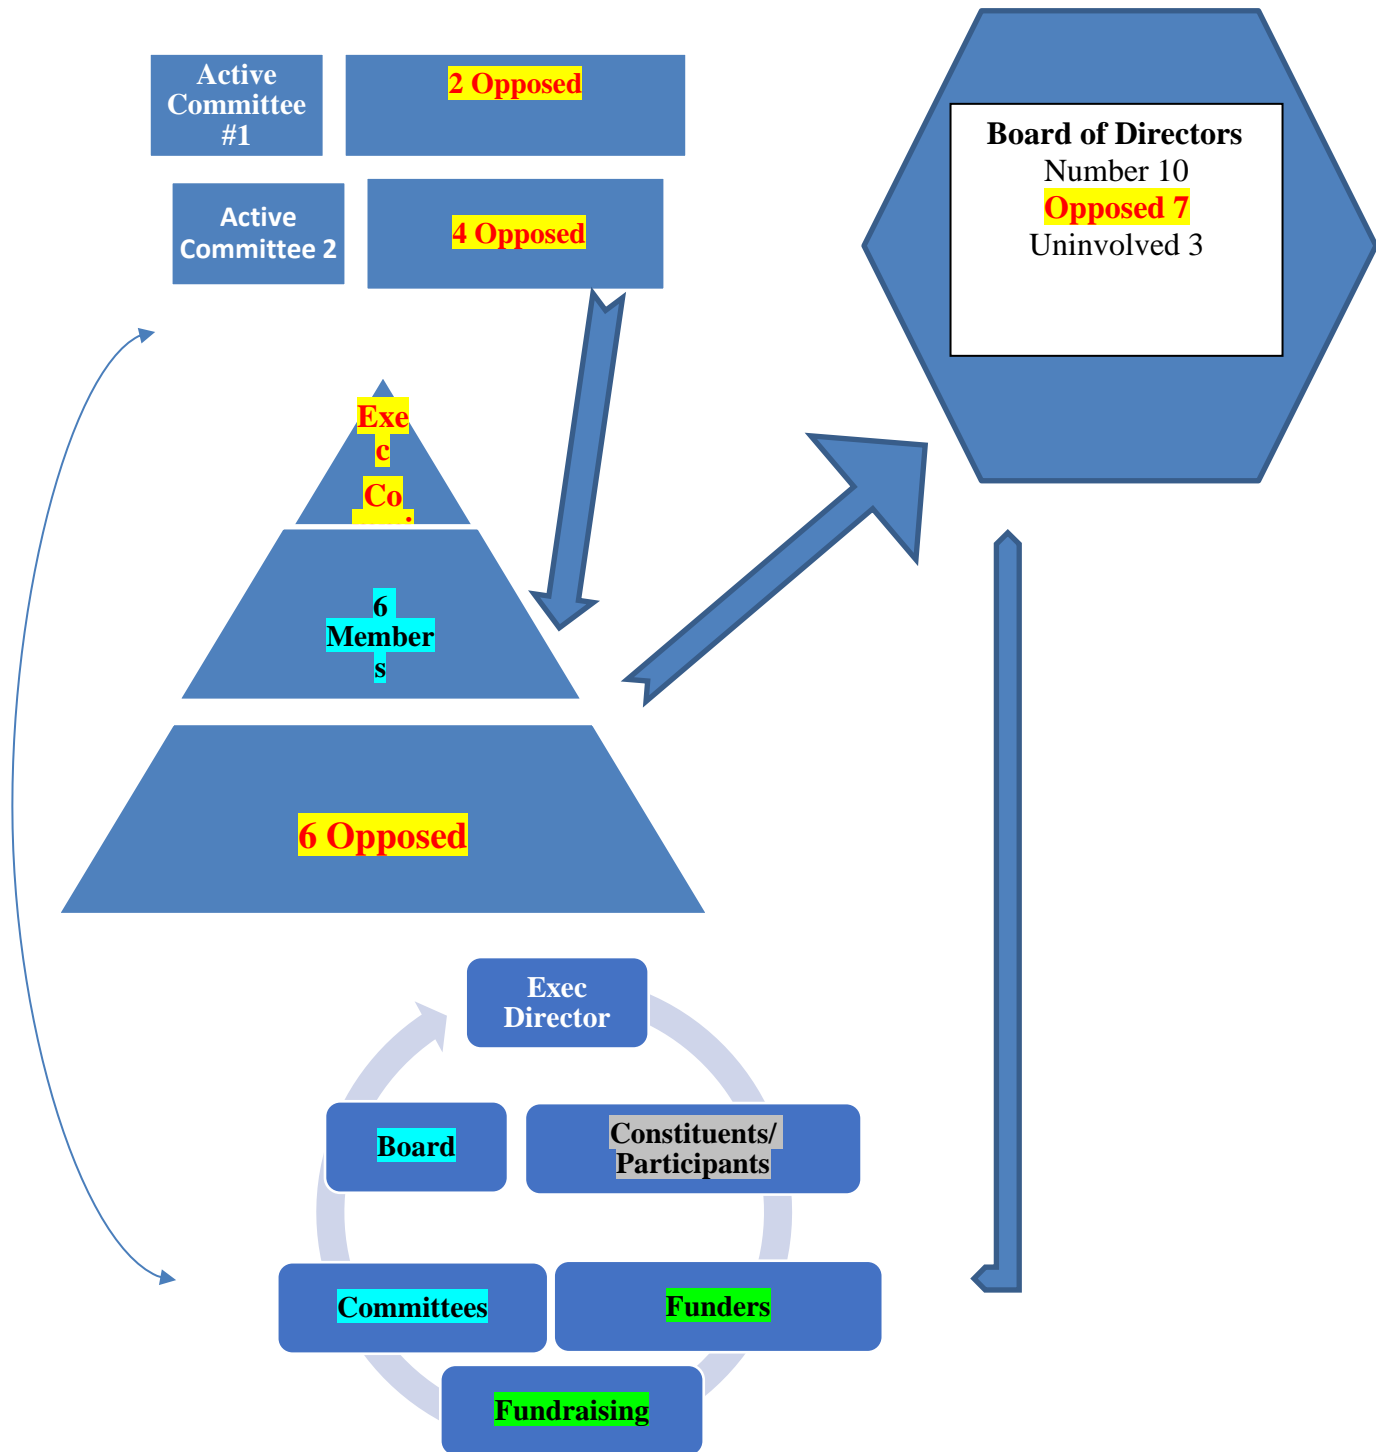 Active
Committee
#1
2 Opposed
Active
Committee 2
4 Opposed
Board of Directors
Number 10
Opposed 7
Uninvolved 3
Exe
c
Co
.
6
Member
s
6 Opposed
Exec
Director
Board
Constituents/
Participants
Committees
Funders
Fundraising